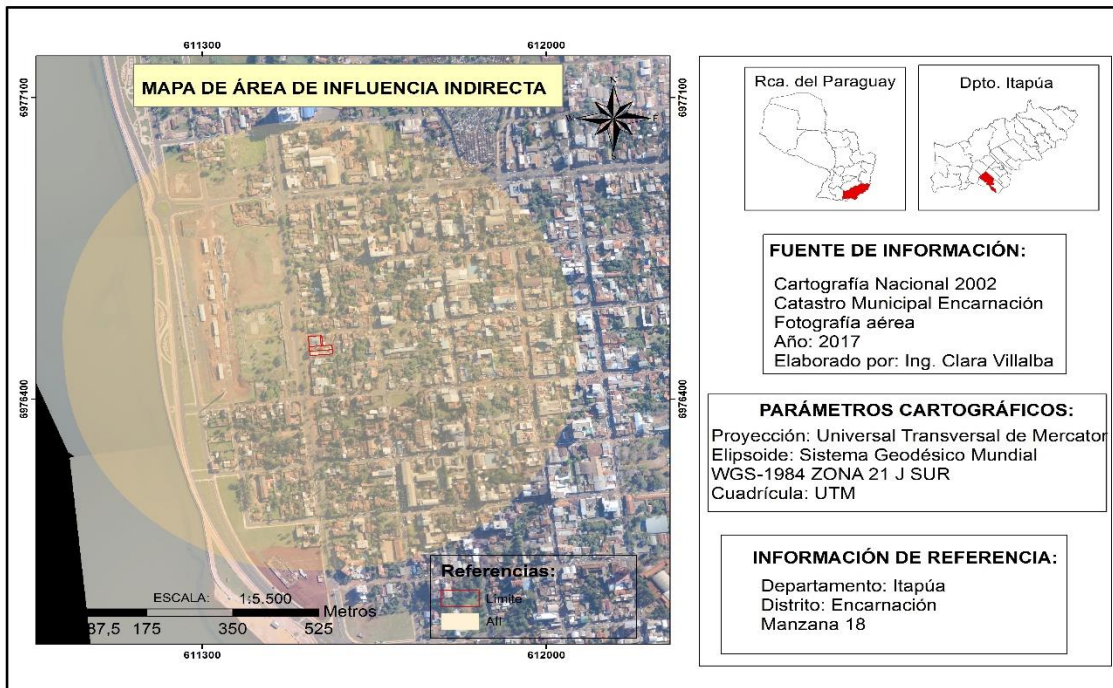 611300
612000
MAPA DE ÁREA DE INFLUENCIA INDIRECTA
6977100
6977100
N
W
E
S
6976400
6976400
Referencias:
Límite
AII
ESCALA: 1:5.500
Metros
87,5 175 350 525
611300
612000
Rca. del Paraguay
Dpto. Itapúa
FUENTE DE INFORMACIÓN:
Cartografía Nacional 2002
Catastro Municipal Encarnación
Fotografía aérea
Año: 2017
Elaborado por: Ing. Clara Villalba
PARÁMETROS CARTOGRÁFICOS:
Proyección: Universal Transversal de Mercator
Elipsoide: Sistema Geodésico Mundial
WGS-1984 ZONA 21 J SUR
Cuadrícula: UTM
INFORMACIÓN DE REFERENCIA:
Departamento: Itapúa
Distrito: Encarnación
Manzana 18